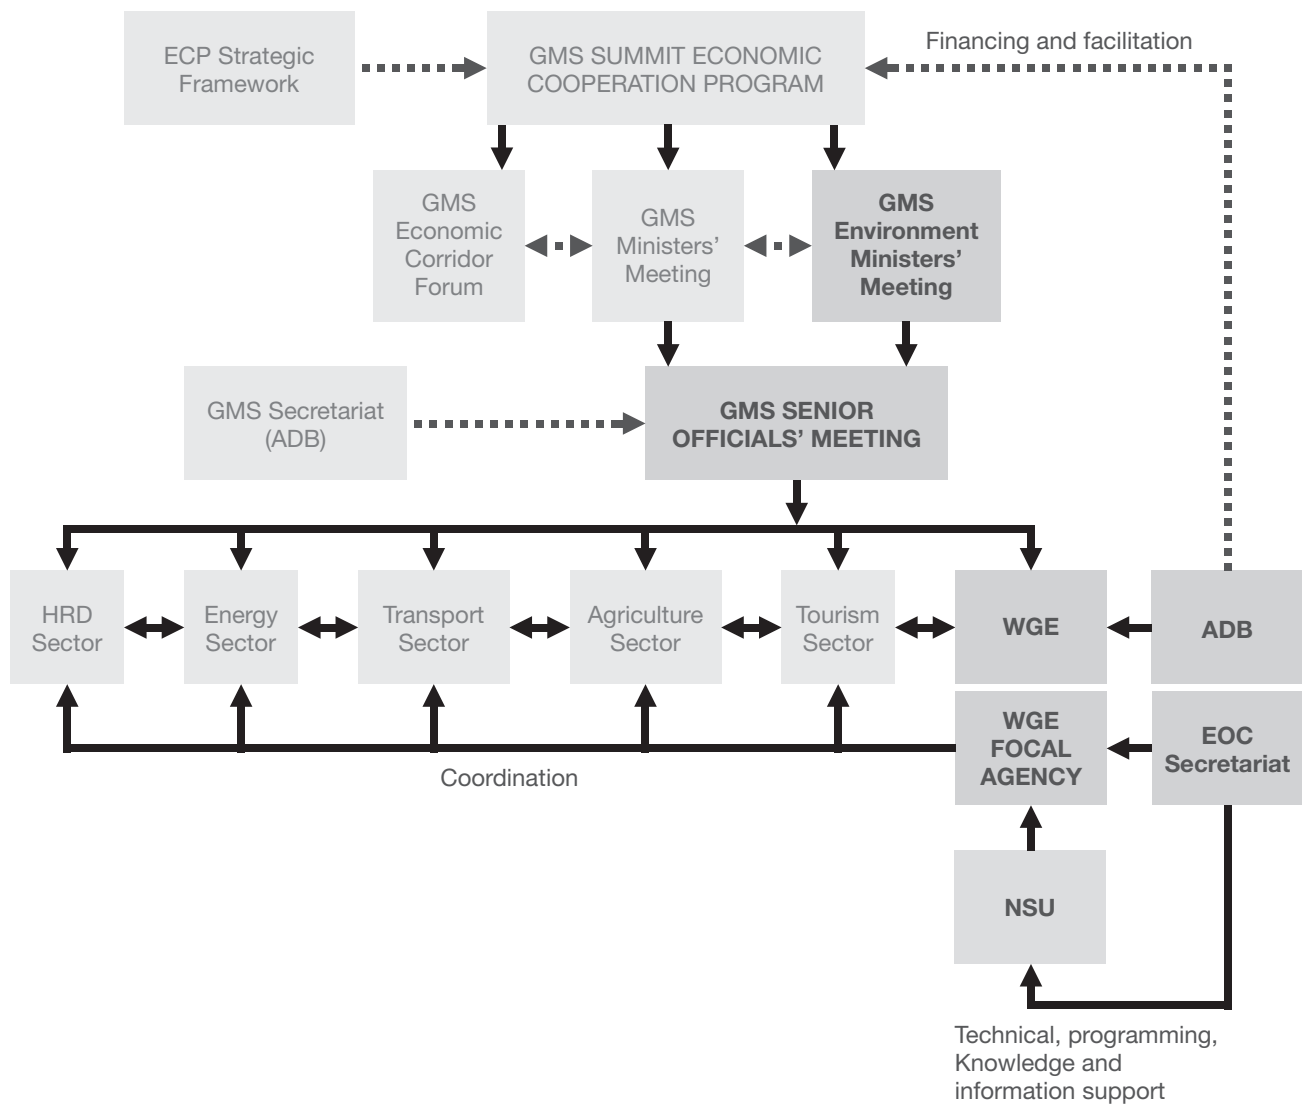 ECP Strategic
Framework
GMS SUMMIT ECONOMIC
COOPERATION PROGRAM
Financing and facilitation
GMS
Economic
Corridor
Forum
GMS
Ministers’
Meeting
GMS
Environment
Ministers’
Meeting
GMS Secretariat
(ADB)
GMS SENIOR
OFFICIALS’ MEETING
HRD
Sector
Energy
Sector
Transport
Sector
Agriculture
Sector
Tourism
Sector
WGE
ADB
WGE
FOCAL
AGENCY
EOC
Secretariat
Coordination
NSU
Technical, programming,
Knowledge and
information support